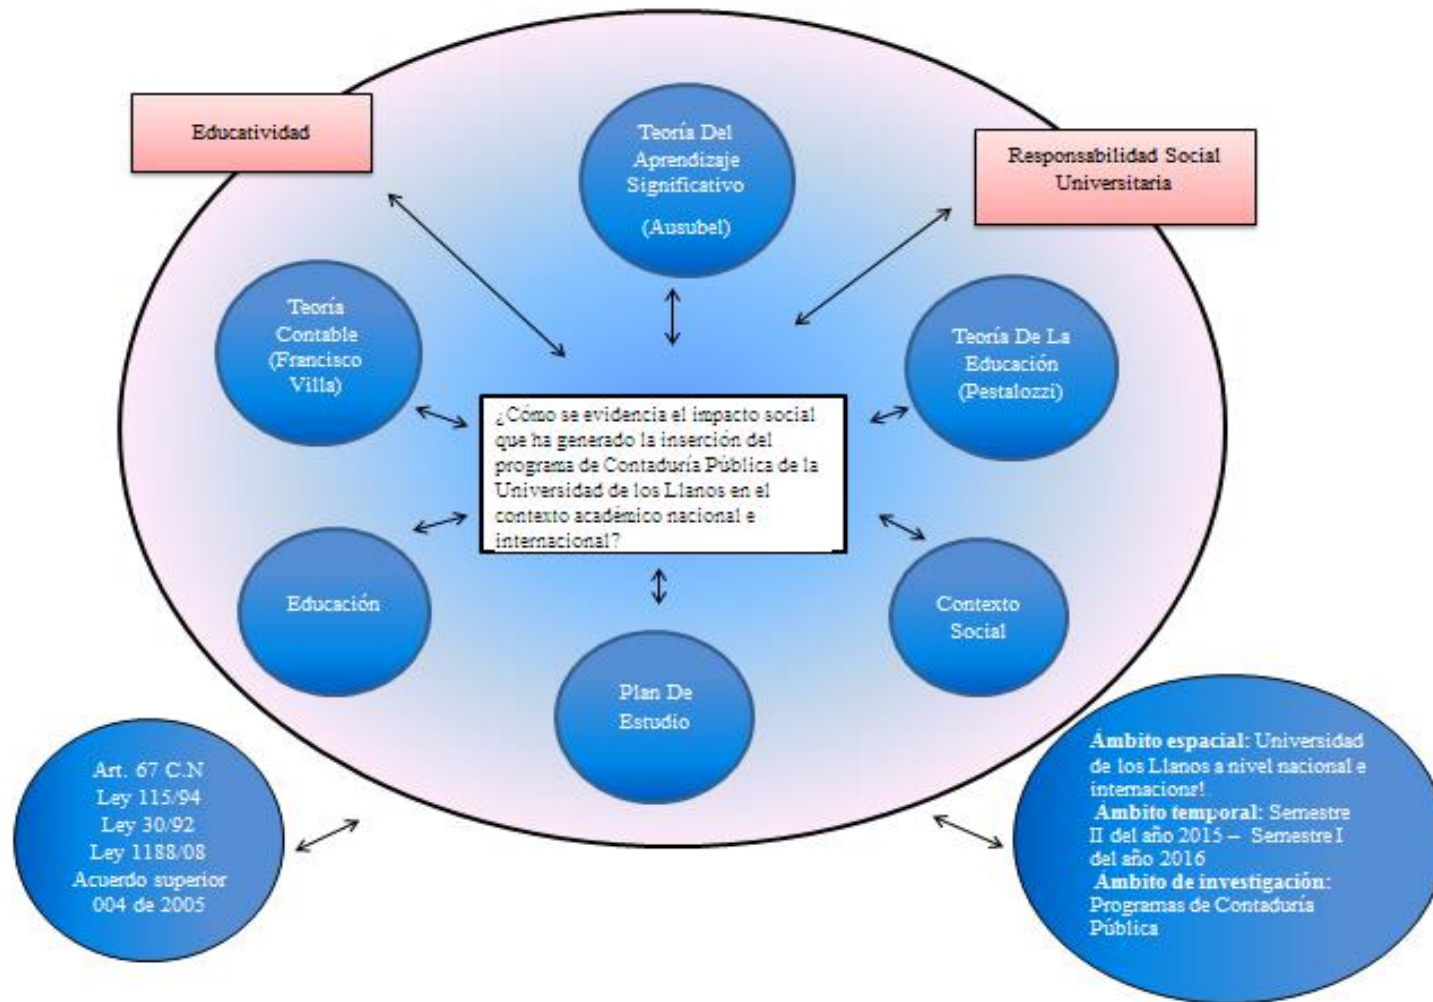 Educatividad
Teoría Del
Aprendizaje
Significativo
(Ausubel)
Responsabilidad Social
Universitaria
Teoría
Contable
(Francisco
Villa)
Teoría De La
Educación
(Pestalozzi)
¿Cómo se evidencia el impacto social
que ha generado la inserción del
programa de Contaduría Pública de la
Universidad de los Llanos en el
contexto académico nacional e
internacional?
Educación
Contexto
Social
Plan De
Estudio
Art. 67 C.N
Ley 115/94
Ley 30/92
Ley 1188/08
Acuerdo superior
004 de 2005
Ámbito espacial: Universidad
de los Llanos a nivel nacional e
internacional
Ámbito temporal: Semestre
II del año 2015 – Semestre I
del año 2016
Ámbito de investigación:
Programas de Contaduría
Pública